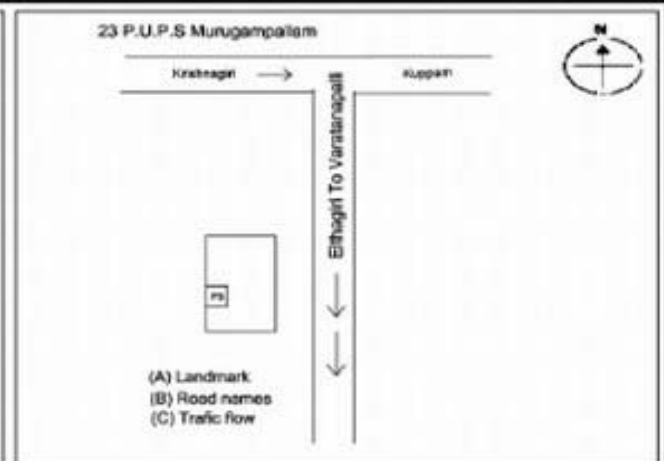 23 P.U.P.S Murugampallam
N
Krishnagiri
Kuppam
Elthagiri To Varatanapalli
PS
(A) Landmark
(B) Road names
(C) Trafic flow